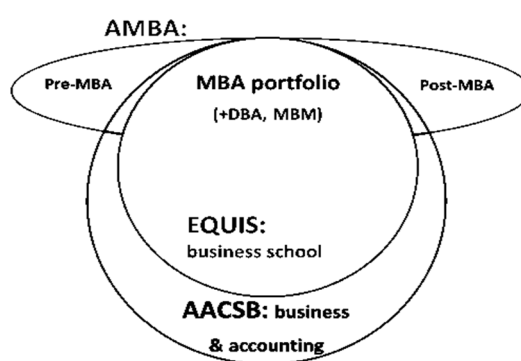 AMBA:
Pre-MBA
MBA portfolio
Post-MBA
(+DBA, MBM)
EQUIS:
business school
AACSB: business
& accounting